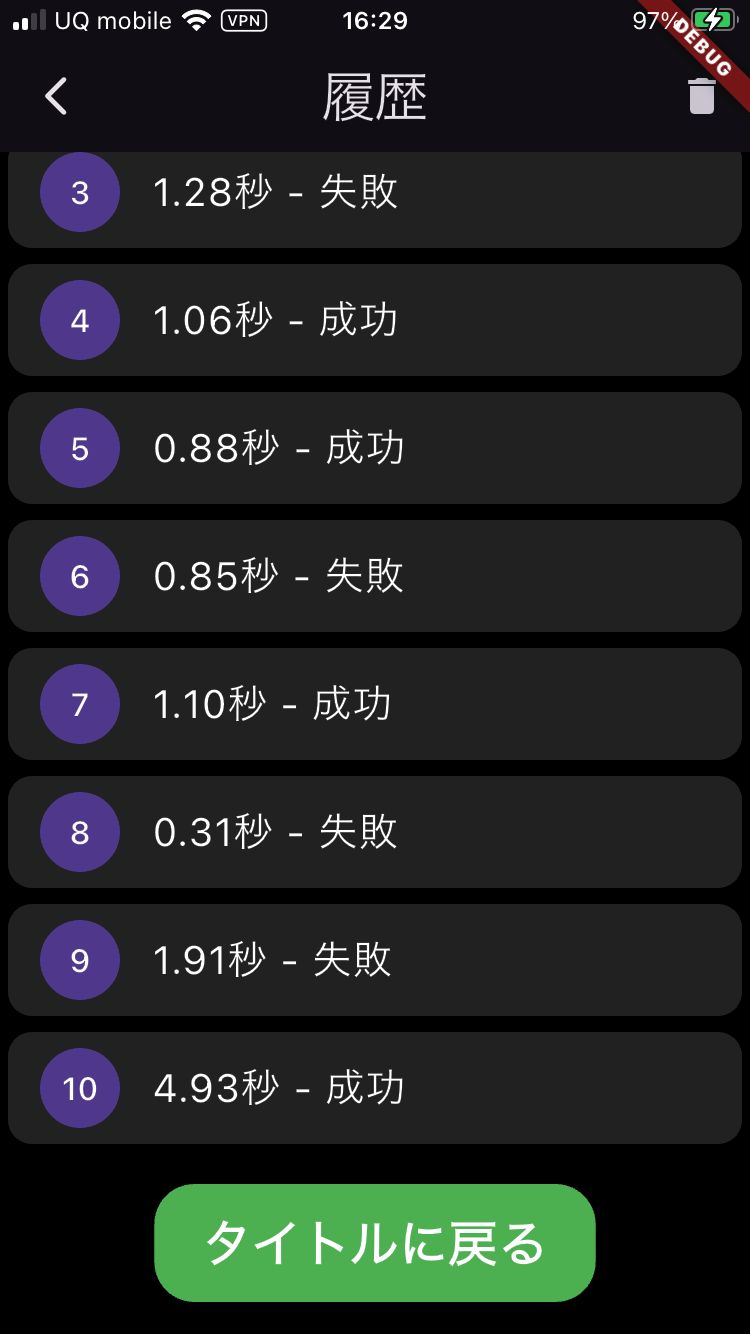 UQ mobile VPN 16:29 97%
DEBUG
履歴
3 1.28秒 - 失敗
4 1.06秒 - 成功
5 0.88秒 - 成功
6 0.85秒 - 失敗
7 1.10秒 - 成功
8 0.31秒 - 失敗
9 1.91秒 - 失敗
10 4.93秒 - 成功
タイトルに戻る